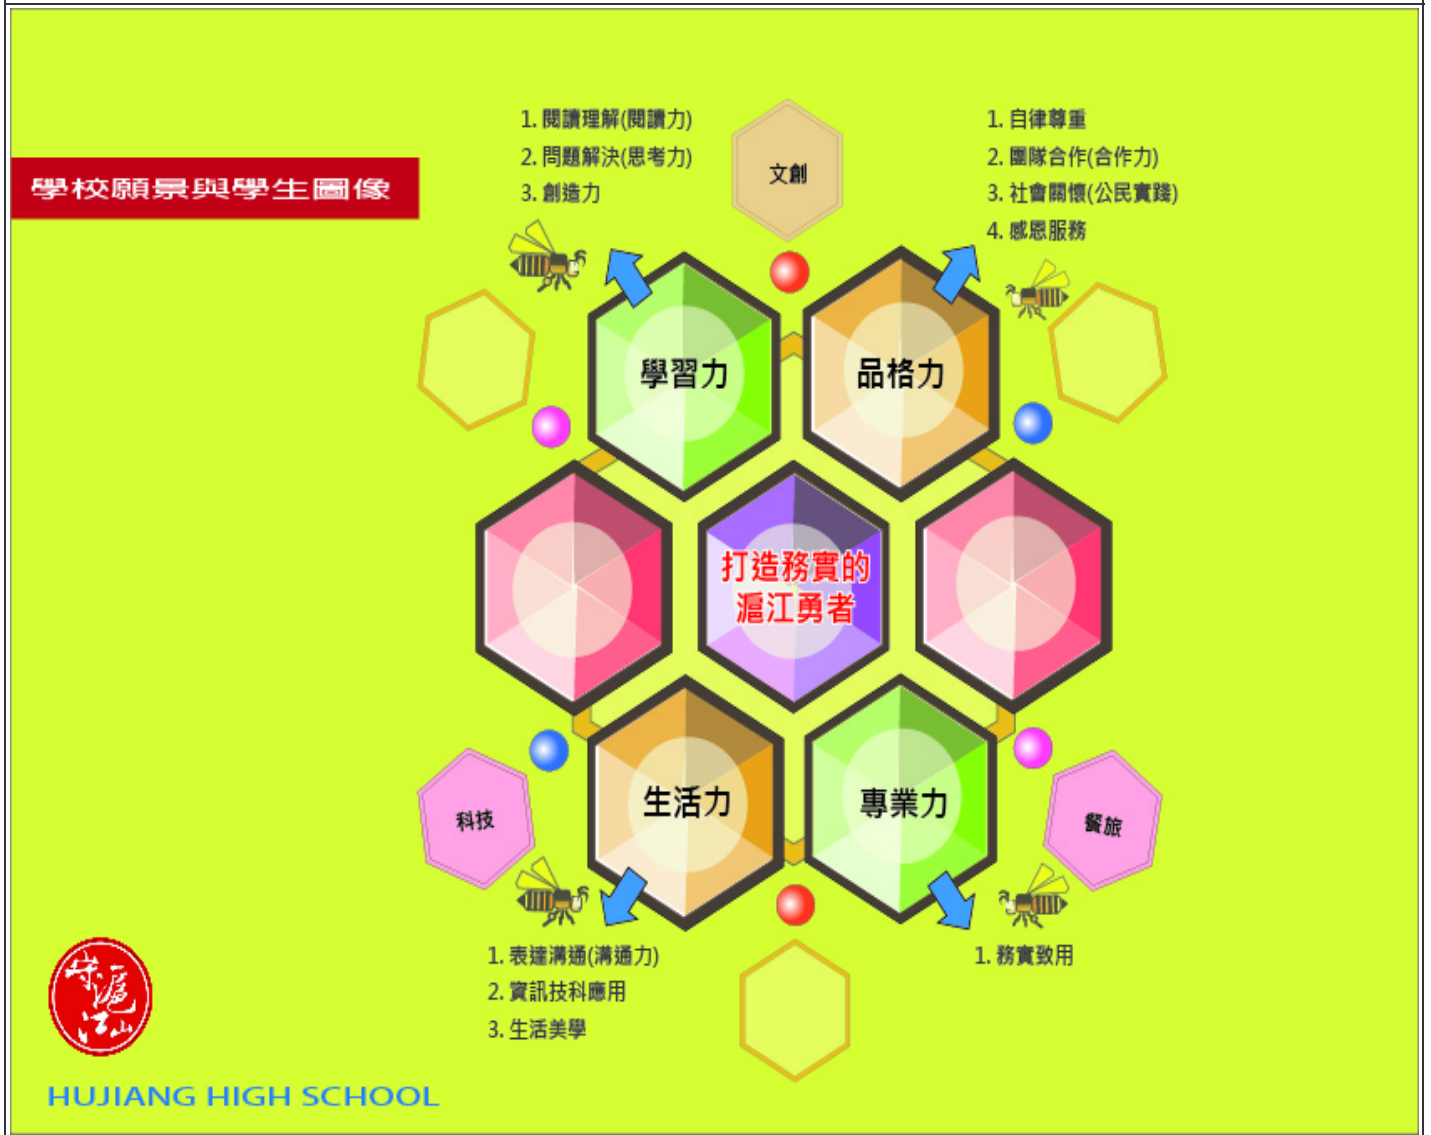 學校願景與學生圖像
1. 閱讀理解(閱讀力)
2. 問題解決(思考力)
3. 創造力
文創
1. 自律尊重
2. 團隊合作(合作力)
3. 社會關懷(公民實踐)
4. 感恩服務
學習力
品格力
打造務實的
滬江勇者
生活力
專業力
科技
餐旅
1. 表達溝通(溝通力)
2. 資訊技科應用
3. 生活美學
1. 務實致用
滬江
HUJIANG HIGH SCHOOL